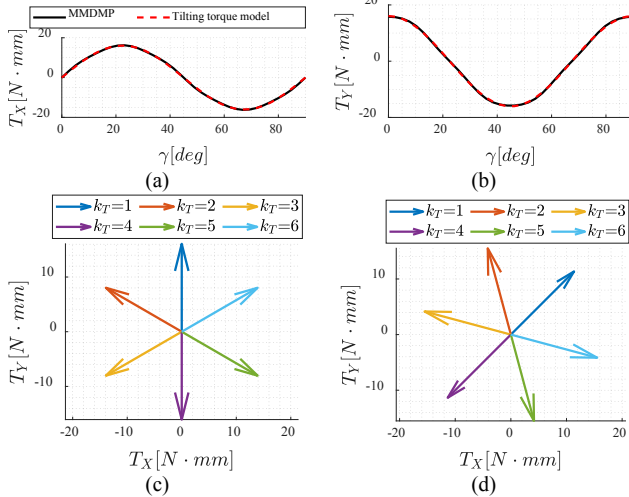 MMDMP Tilting torque model
20
0
-20
T_X [N · mm]
0 20 40 60 80
γ[deg]
(a)
20
0
-20
T_Y [N · mm]
0 20 40 60 80
γ[deg]
(b)
k_T=1 k_T=2 k_T=3
k_T=4 k_T=5 k_T=6
10
0
-10
T_Y [N · mm]
-20 -10 0 10 20
T_X [N · mm]
(c)
k_T=1 k_T=2 k_T=3
k_T=4 k_T=5 k_T=6
10
0
-10
T_Y [N · mm]
-20 -10 0 10 20
T_X [N · mm]
(d)